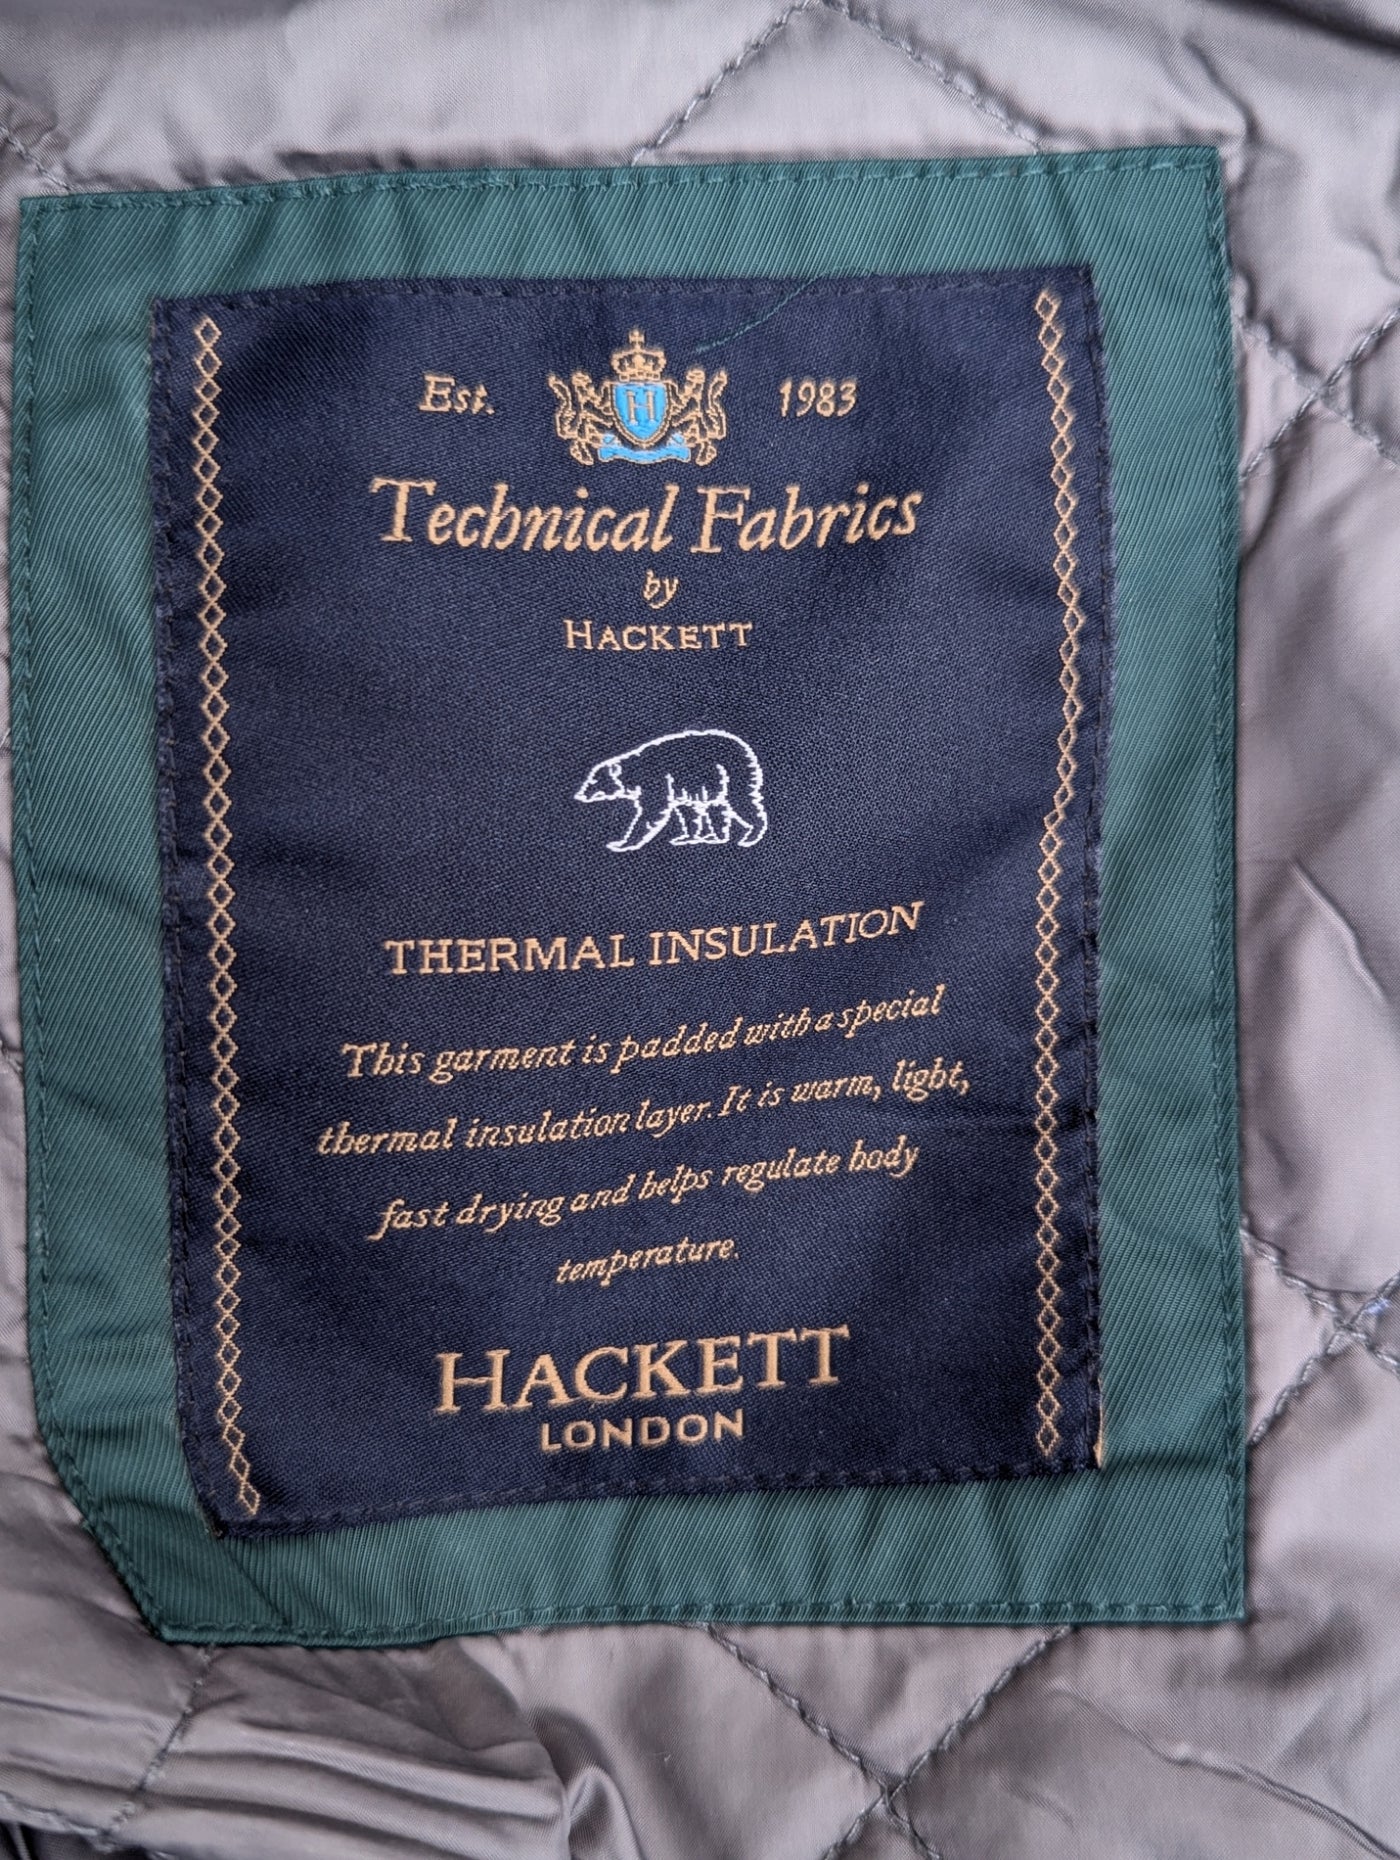 Est. H 1983
Technical Fabrics
by
HACKETT
THERMAL INSULATION
This garment is padded with a special
thermal insulation layer. It is warm, light,
fast drying and helps regulate body
temperature.
HACKETT
LONDON